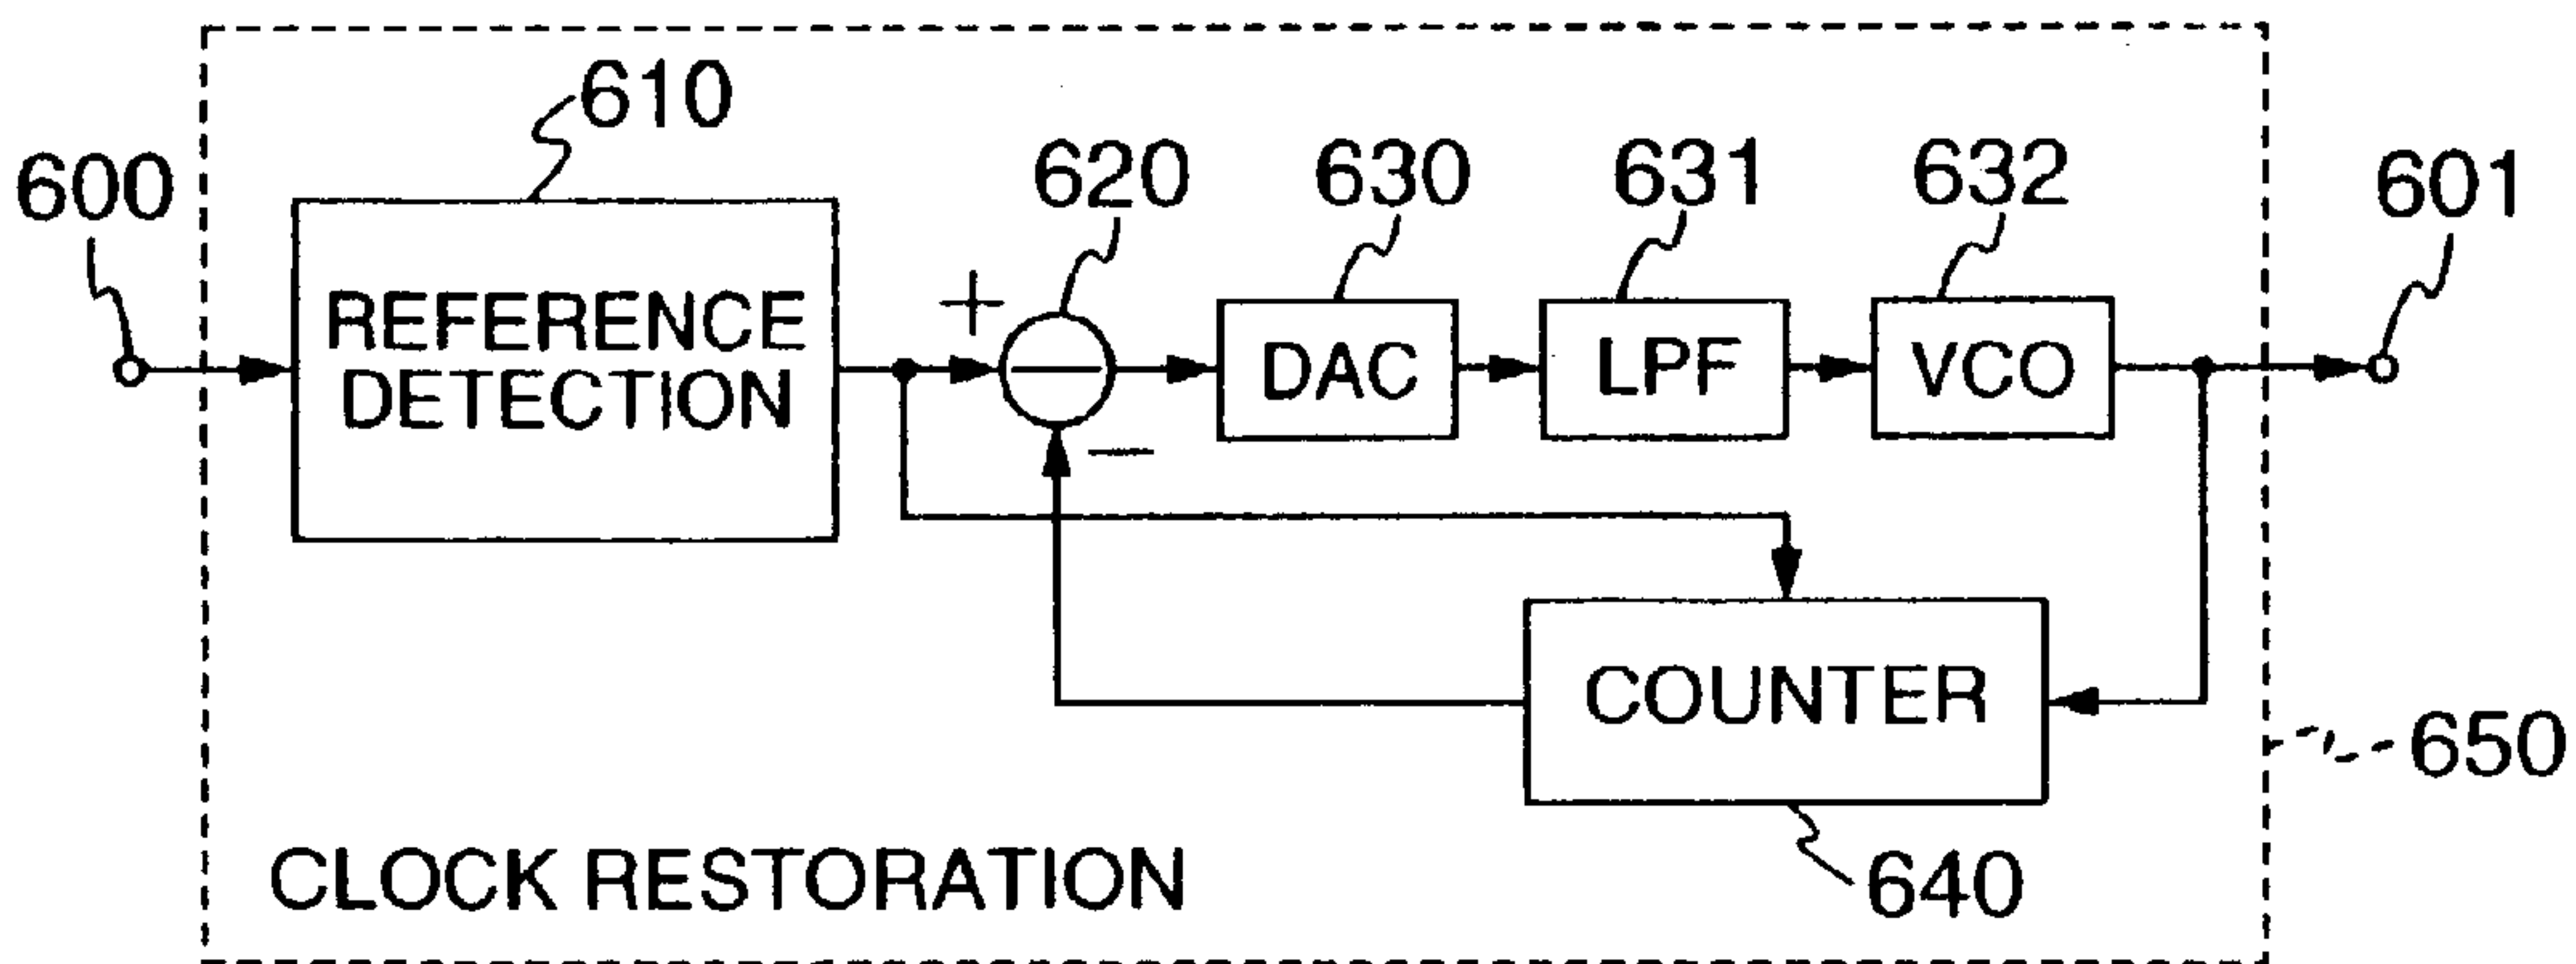 610
600
620
630
631
632
601
REFERENCE
DETECTION
+
−
DAC
LPF
VCO
−
COUNTER
650
640
CLOCK RESTORATION